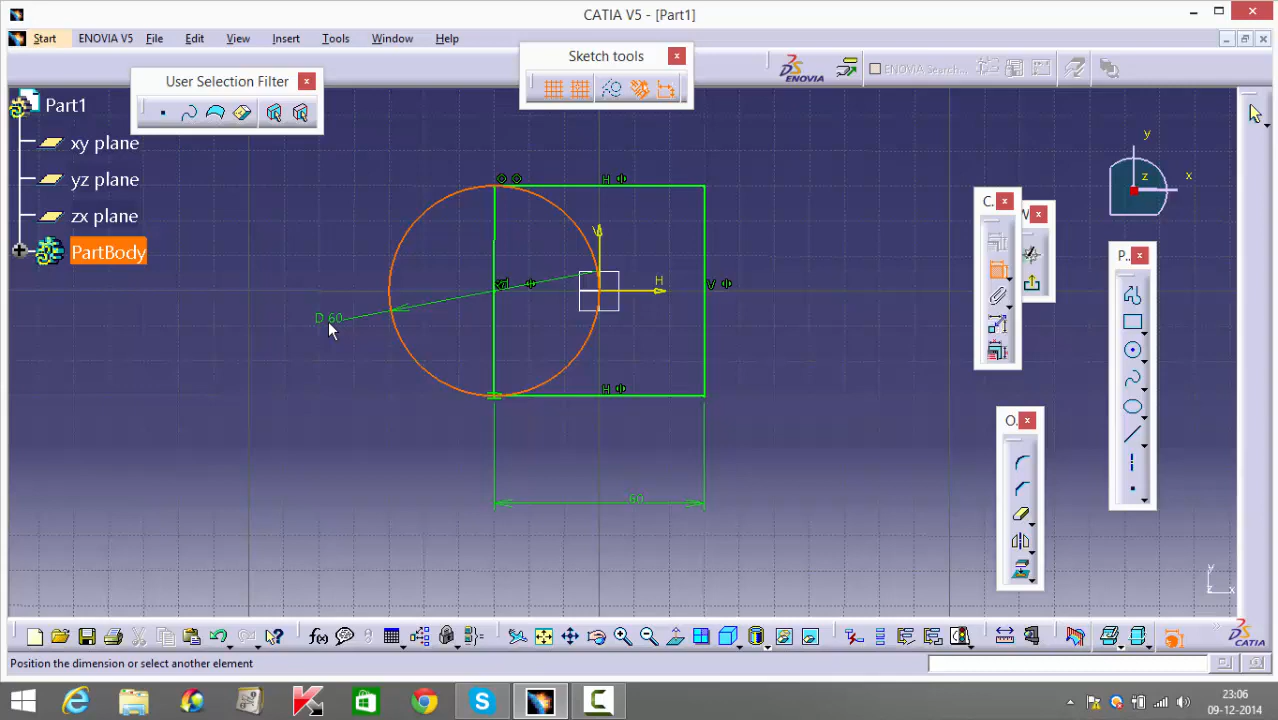 CATIA V5 - [Part1]
Start ENOVIA V5 File Edit View Insert Tools Window Help
Sketch tools
User Selection Filter
ENOVIA
ENOVIA Search...
Part1
xy plane
yz plane
zx plane
PartBody
H
V
H
V
H
D 60
60
y
x
z
C.
W
P..
O.
f(x)
y
z x
CATIA
Position the dimension or select another element
23:06
09-12-2014